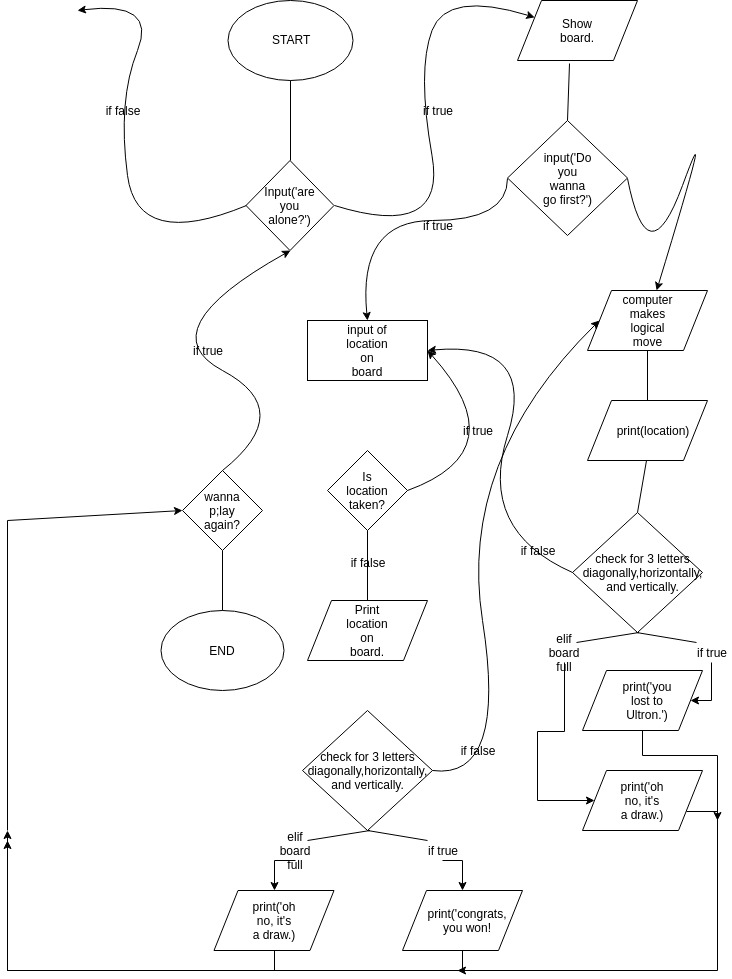 START
Show
board.
if false
if true
input('Do
you
wanna
go first?')
Input('are
you
alone?')
if true
computer
makes
logical
move
input of
location
on
board
if true
print(location)
if true
Is
location
taken?
wanna
p;lay
again?
if false
if false
check for 3 letters
diagonally,horizontally,
and vertically.
Print
location
on
board.
END
elif
board
full
if true
print('you
lost to
Ultron.')
if false
check for 3 letters
diagonally,horizontally,
and vertically.
print('oh
no, it's
a draw.)
elif
board
full
if true
print('oh
no, it's
a draw.)
print('congrats,
you won!